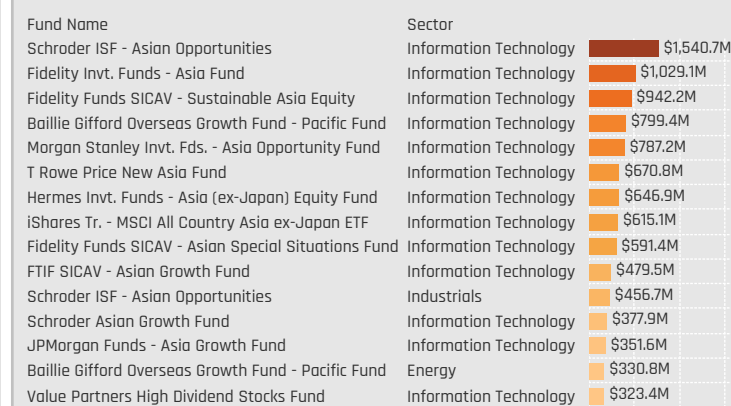 Fund Name Sector
Schroder ISF - Asian Opportunities Information Technology $1,540.7M
Fidelity Invt. Funds - Asia Fund Information Technology $1,029.1M
Fidelity Funds SICAV - Sustainable Asia Equity Information Technology $942.2M
Baillie Gifford Overseas Growth Fund - Pacific Fund Information Technology $799.4M
Morgan Stanley Invt. Fds. - Asia Opportunity Fund Information Technology $787.2M
T Rowe Price New Asia Fund Information Technology $670.8M
Hermes Invt. Funds - Asia (ex-Japan) Equity Fund Information Technology $646.9M
iShares Tr. - MSCI All Country Asia ex-Japan ETF Information Technology $615.1M
Fidelity Funds SICAV - Asian Special Situations Fund Information Technology $591.4M
FTIF SICAV - Asian Growth Fund Information Technology $479.5M
Schroder ISF - Asian Opportunities Industrials $456.7M
Schroder Asian Growth Fund Information Technology $377.9M
JPMorgan Funds - Asia Growth Fund Information Technology $351.6M
Baillie Gifford Overseas Growth Fund - Pacific Fund Energy $330.8M
Value Partners High Dividend Stocks Fund Information Technology $323.4M